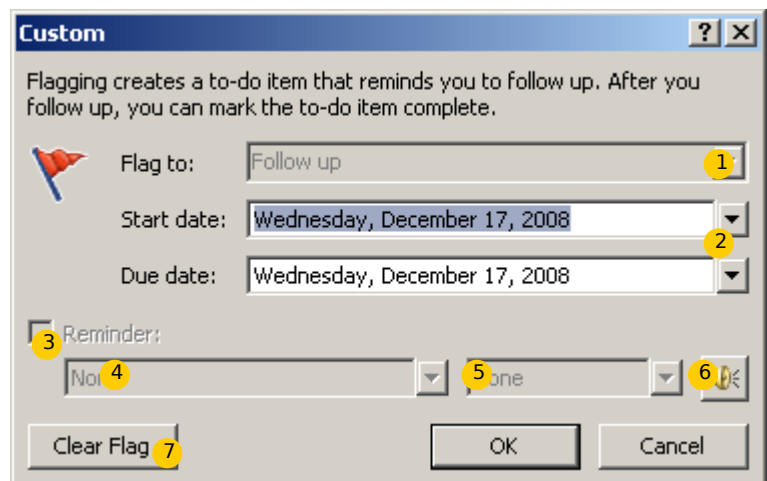 Custom
Flagging creates a to-do item that reminds you to follow up. After you
follow up, you can mark the to-do item complete.
Flag to: Follow up 1
Start date: Wednesday, December 17, 2008
2
Due date: Wednesday, December 17, 2008
3 Reminder:
4 5 6
Clear Flag 7 OK Cancel